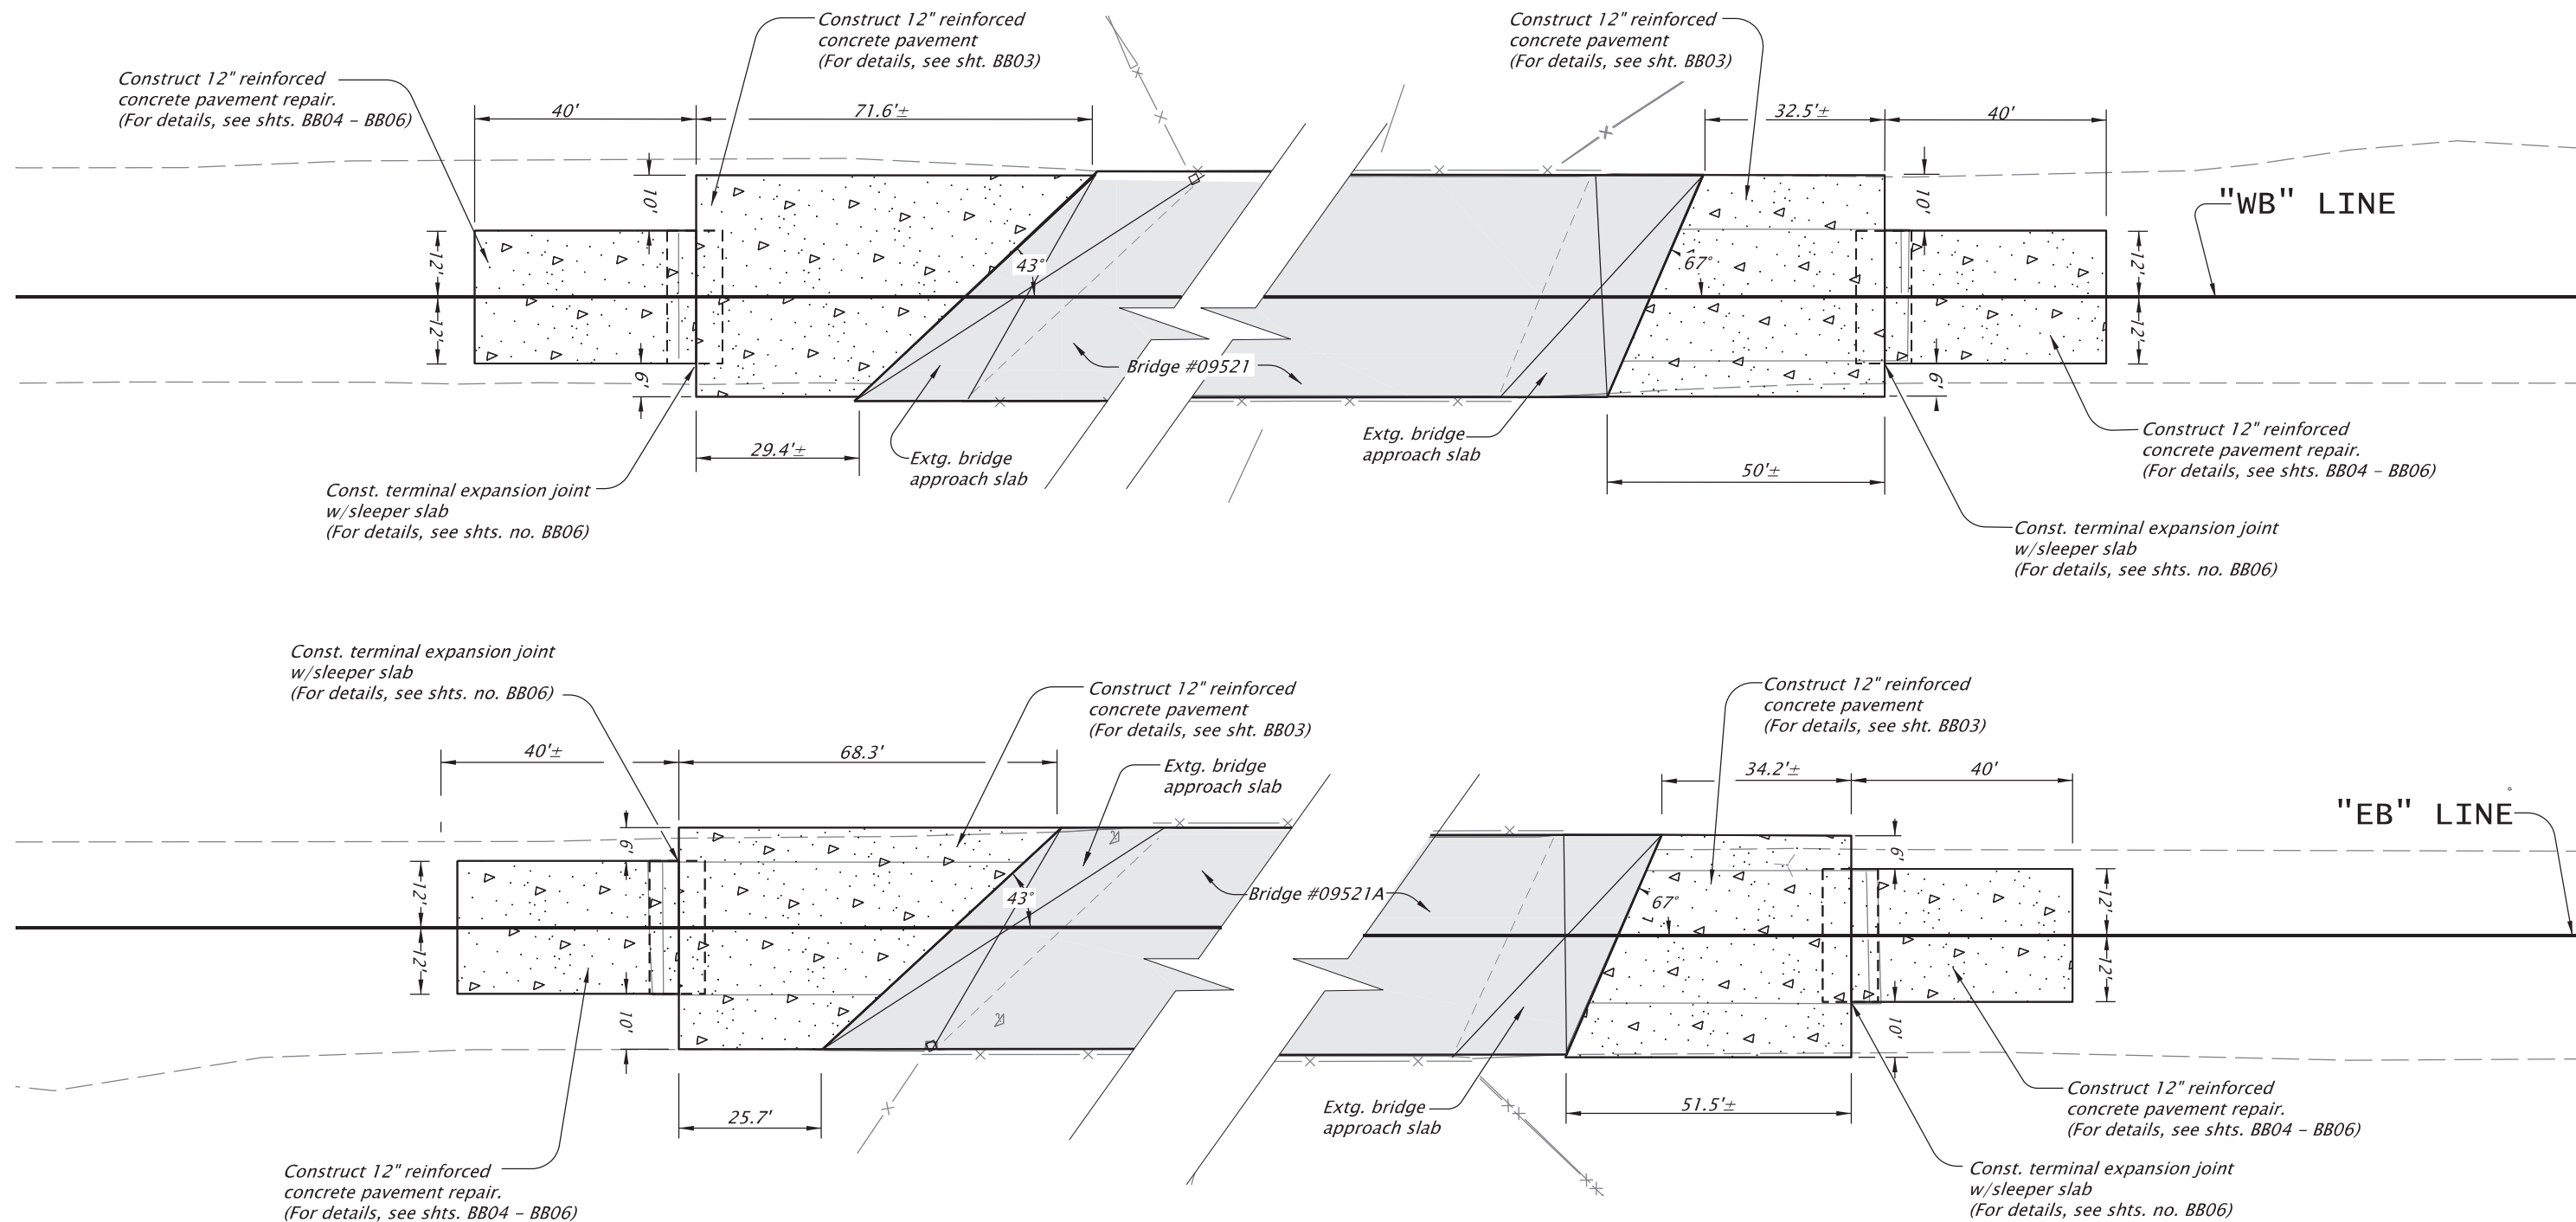 Construct 12" reinforced
concrete pavement
(For details, see sht. BB03)
Construct 12" reinforced
concrete pavement
(For details, see sht. BB03)
Construct 12" reinforced
concrete pavement repair.
(For details, see shts. BB04 – BB06)
40'
71.6'±
32.5'±
40'
10'
10'
"WB" LINE
12'
43°
67°
12'
12'
12'
6'
Bridge #09521
6'
29.4'±
Extg. bridge
approach slab
Extg. bridge
approach slab
50'±
Construct 12" reinforced
concrete pavement repair.
(For details, see shts. BB04 – BB06)
Const. terminal expansion joint
w/sleeper slab
(For details, see shts. no. BB06)
Const. terminal expansion joint
w/sleeper slab
(For details, see shts. no. BB06)
Const. terminal expansion joint
w/sleeper slab
(For details, see shts. no. BB06)
Construct 12" reinforced
concrete pavement
(For details, see sht. BB03)
Construct 12" reinforced
concrete pavement
(For details, see sht. BB03)
40'±
68.3'
Extg. bridge
approach slab
34.2'±
40'
"EB" LINE
6'
6'
12'
43°
Bridge #09521A
67°
12'
12'
12'
10'
10'
25.7'
Extg. bridge
approach slab
51.5'±
Construct 12" reinforced
concrete pavement repair.
(For details, see shts. BB04 – BB06)
Construct 12" reinforced
concrete pavement repair.
(For details, see shts. BB04 – BB06)
Const. terminal expansion joint
w/sleeper slab
(For details, see shts. no. BB06)